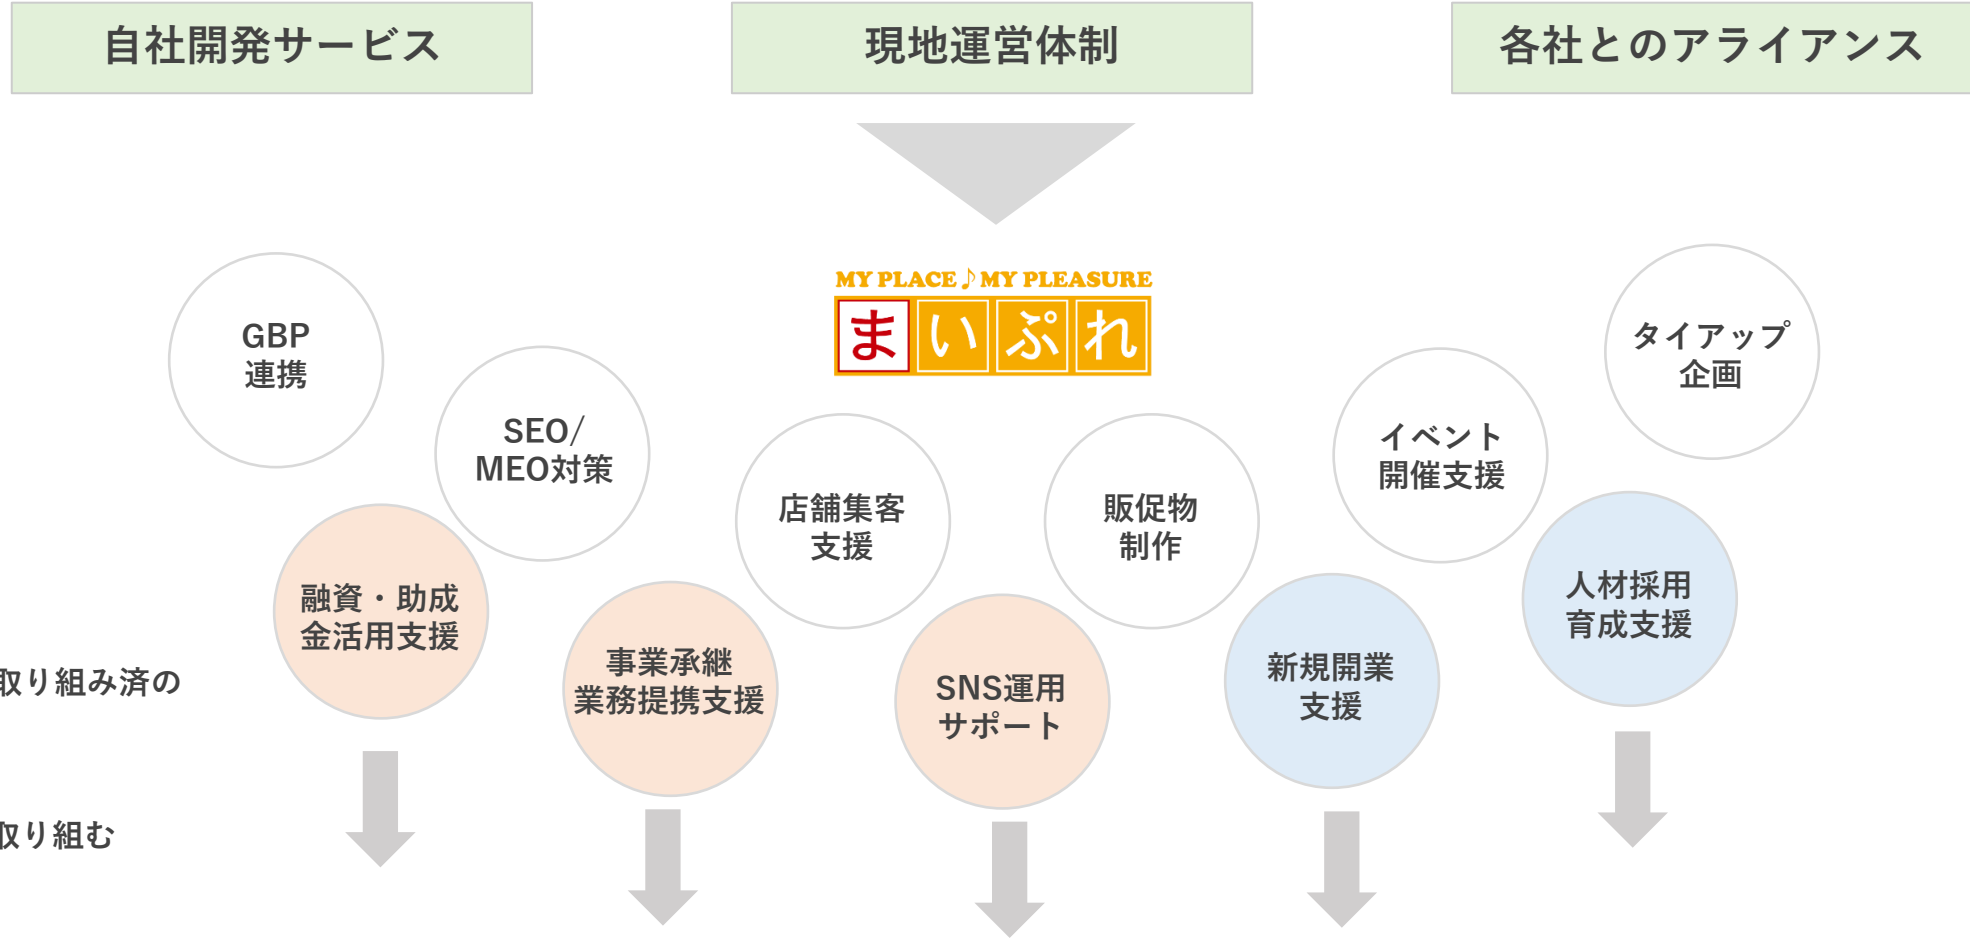 自社開発サービス
現地運営体制
各社とのアライアンス
MY PLACE♪MY PLEASURE
まいぷれ
GBP
連携
SEO/
MEO対策
店舗集客
支援
販促物
制作
イベント
開催支援
タイアップ
企画
融資・助成
金活用支援
事業承継
業務提携支援
SNS運用
サポート
新規開業
支援
人材採用
育成支援
取り組み済の
取り組む